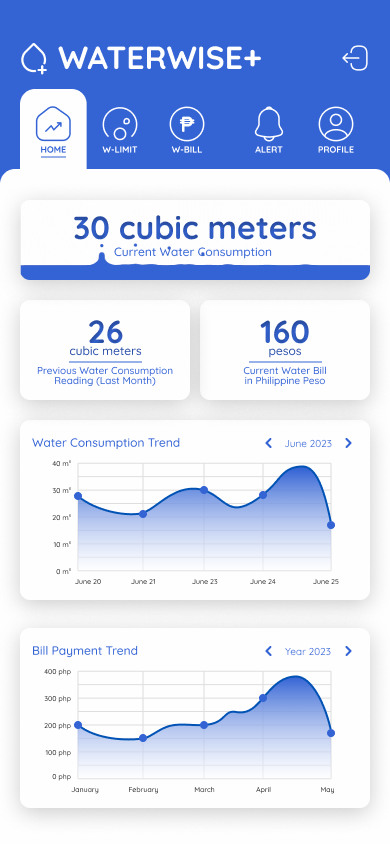 WATERWISE+
HOME
W-LIMIT
W-BILL
ALERT
PROFILE
30 cubic meters
Current Water Consumption
26
cubic meters
Previous Water Consumption
Reading (Last Month)
160
pesos
Current Water Bill
in Philippine Peso
Water Consumption Trend
June 2023
40 m³
30 m³
20 m³
10 m³
0 m³
June 20
June 21
June 23
June 24
June 25
Bill Payment Trend
Year 2023
400 php
300 php
200 php
100 php
0 php
January
February
March
April
May